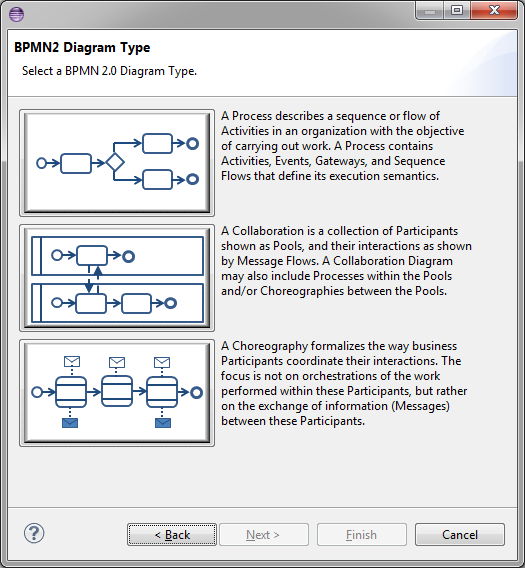 BPMN2 Diagram Type
Select a BPMN 2.0 Diagram Type.
A Process describes a sequence or flow of
Activities in an organization with the objective
of carrying out work. A Process contains
Activities, Events, Gateways, and Sequence
Flows that define its execution semantics.
A Collaboration is a collection of Participants
shown as Pools, and their interactions as shown
by Message Flows. A Collaboration Diagram
may also include Processes within the Pools
and/or Choreographies between the Pools.
A Choreography formalizes the way business
Participants coordinate their interactions. The
focus is not on orchestrations of the work
performed within these Participants, but rather
on the exchange of information (Messages)
between these Participants.
?
< Back
Next >
Finish
Cancel